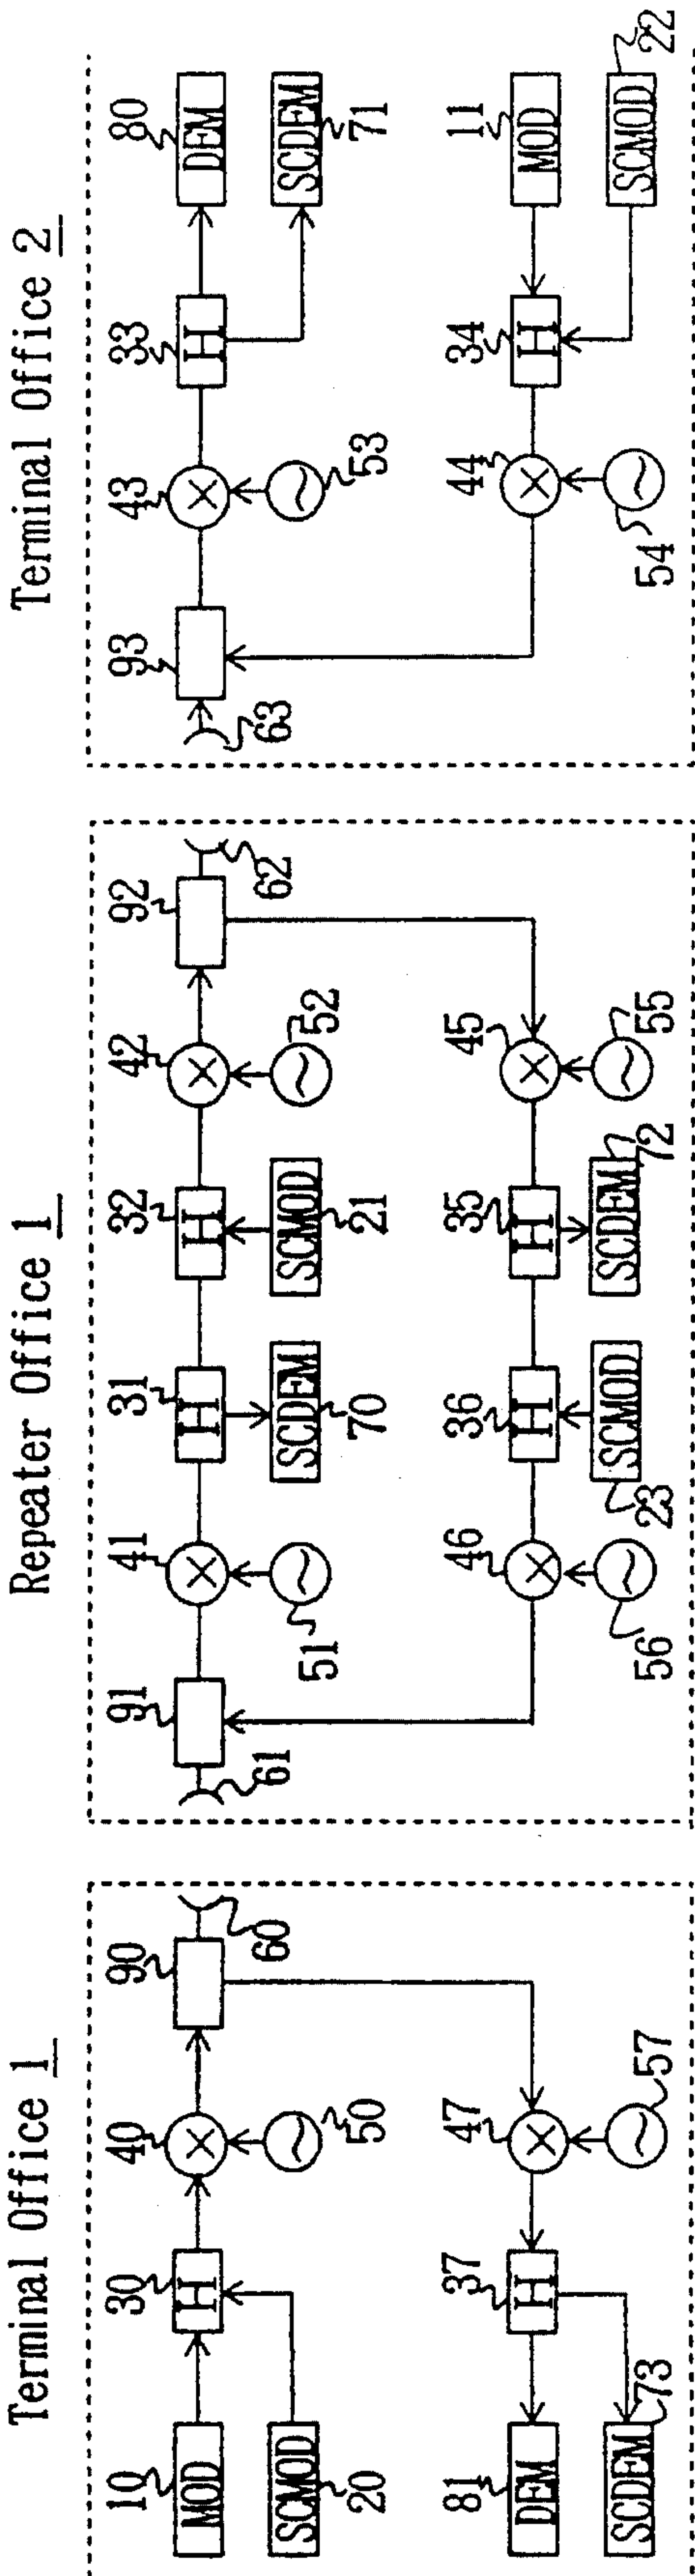 Terminal Office 1
10
MOD
30
40
90
H
SCMOD
20
50
60
81
DEM
37
47
H
SCDEM
73
57
Repeater Office 1
91
41
31
32
42
92
H
H
61
51
SCDEM
70
SCMOD
21
52
62
46
36
35
45
H
H
56
SCMOD
23
SCDEM
72
55
Terminal Office 2
93
43
33
80
H
DEM
63
53
SCDEM
71
44
34
11
H
MOD
54
SCMOD
22